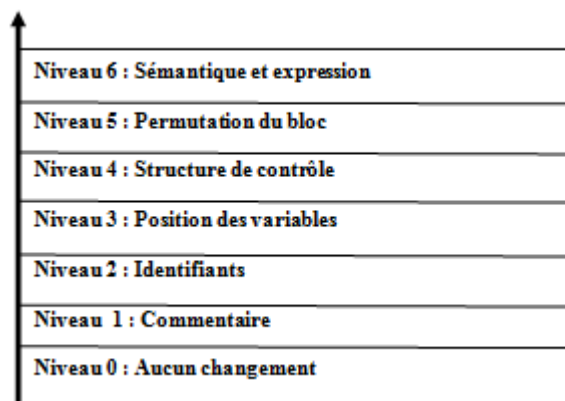 Niveau 6 : Sémantique et expression
Niveau 5 : Permutation du bloc
Niveau 4 : Structure de contrôle
Niveau 3 : Position des variables
Niveau 2 : Identifiants
Niveau 1 : Commentaire
Niveau 0 : Aucun changement